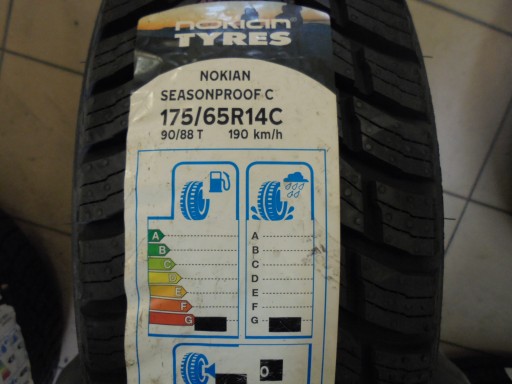 nokian
TYRES
NOKIAN
SEASONPROOF C
175/65R14C
90/88 T 190 km/h
A A
B B
C C
D D
E E
F F
G G